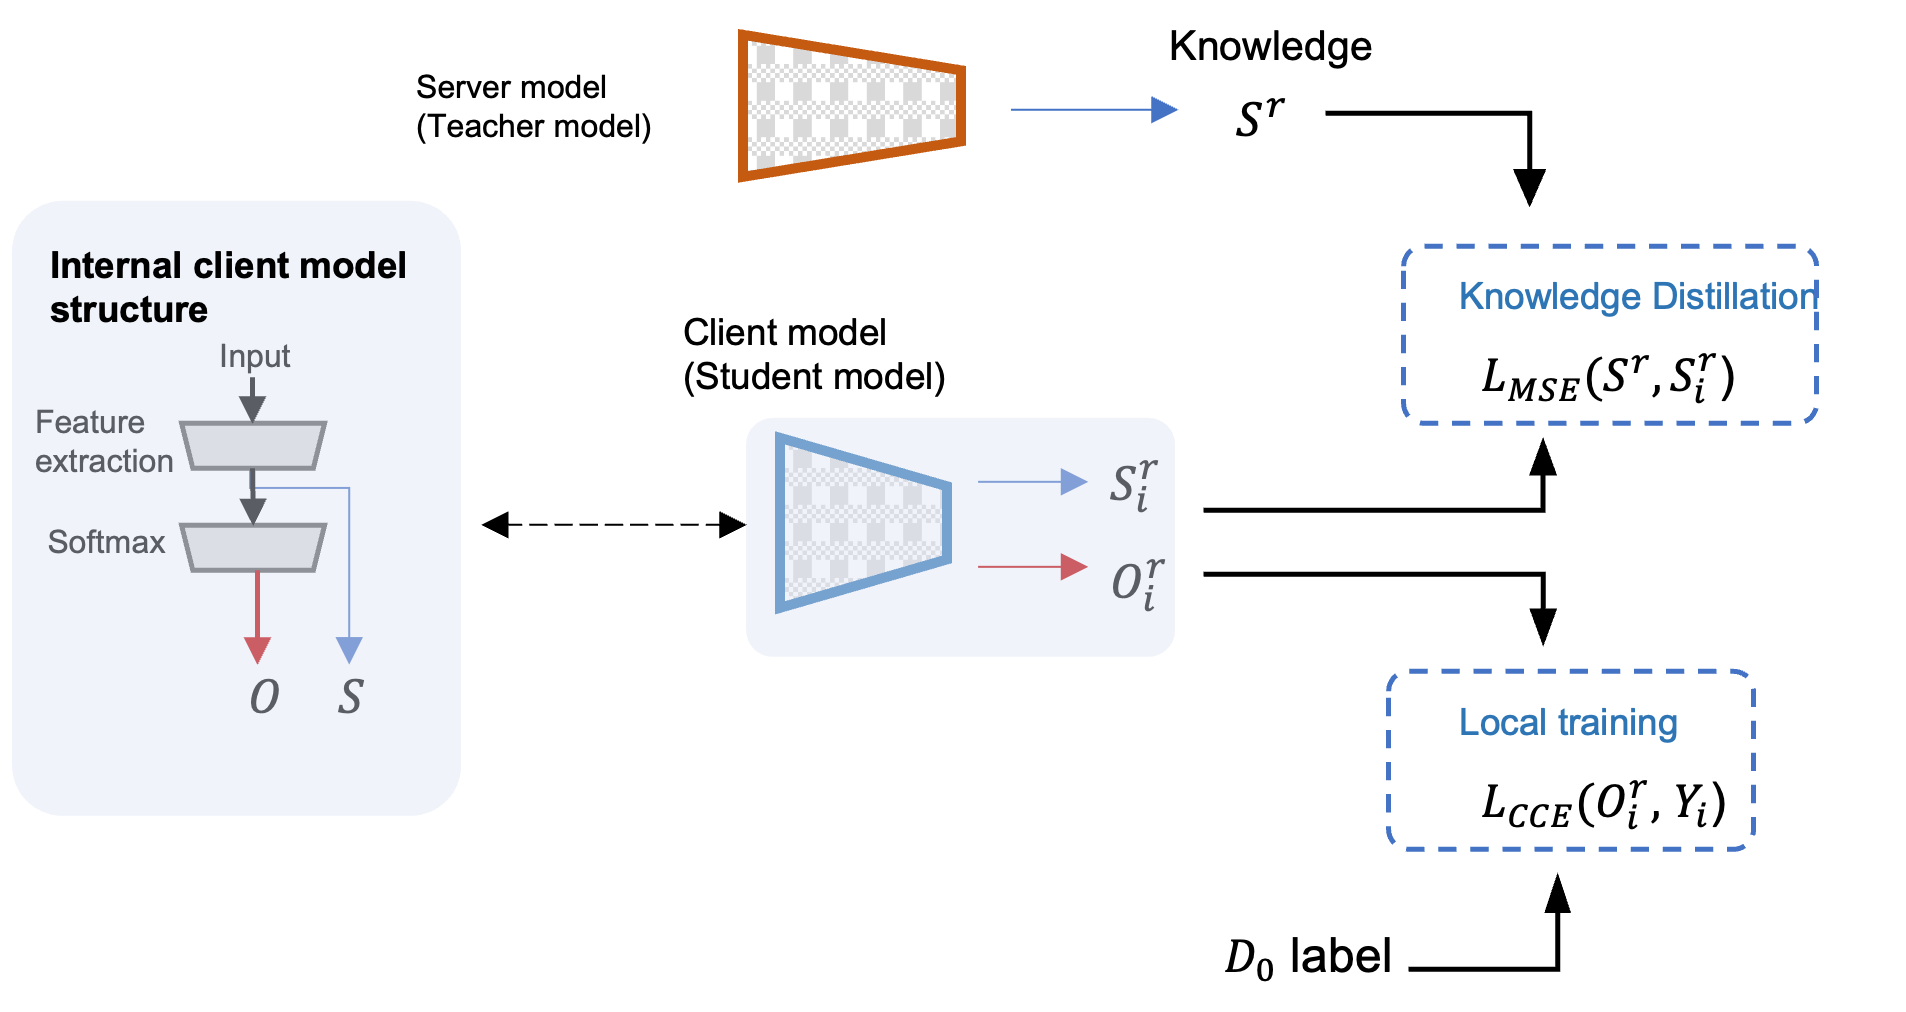 Knowledge
Server model
(Teacher model)
S^r
Internal client model
structure
Input
Feature
extraction
Softmax
O S
Client model
(Student model)
S_i^r
O_i^r
Knowledge Distillation
L_{MSE}(S^r, S_i^r)
Local training
L_{CCE}(O_i^r, Y_i)
D_0 label